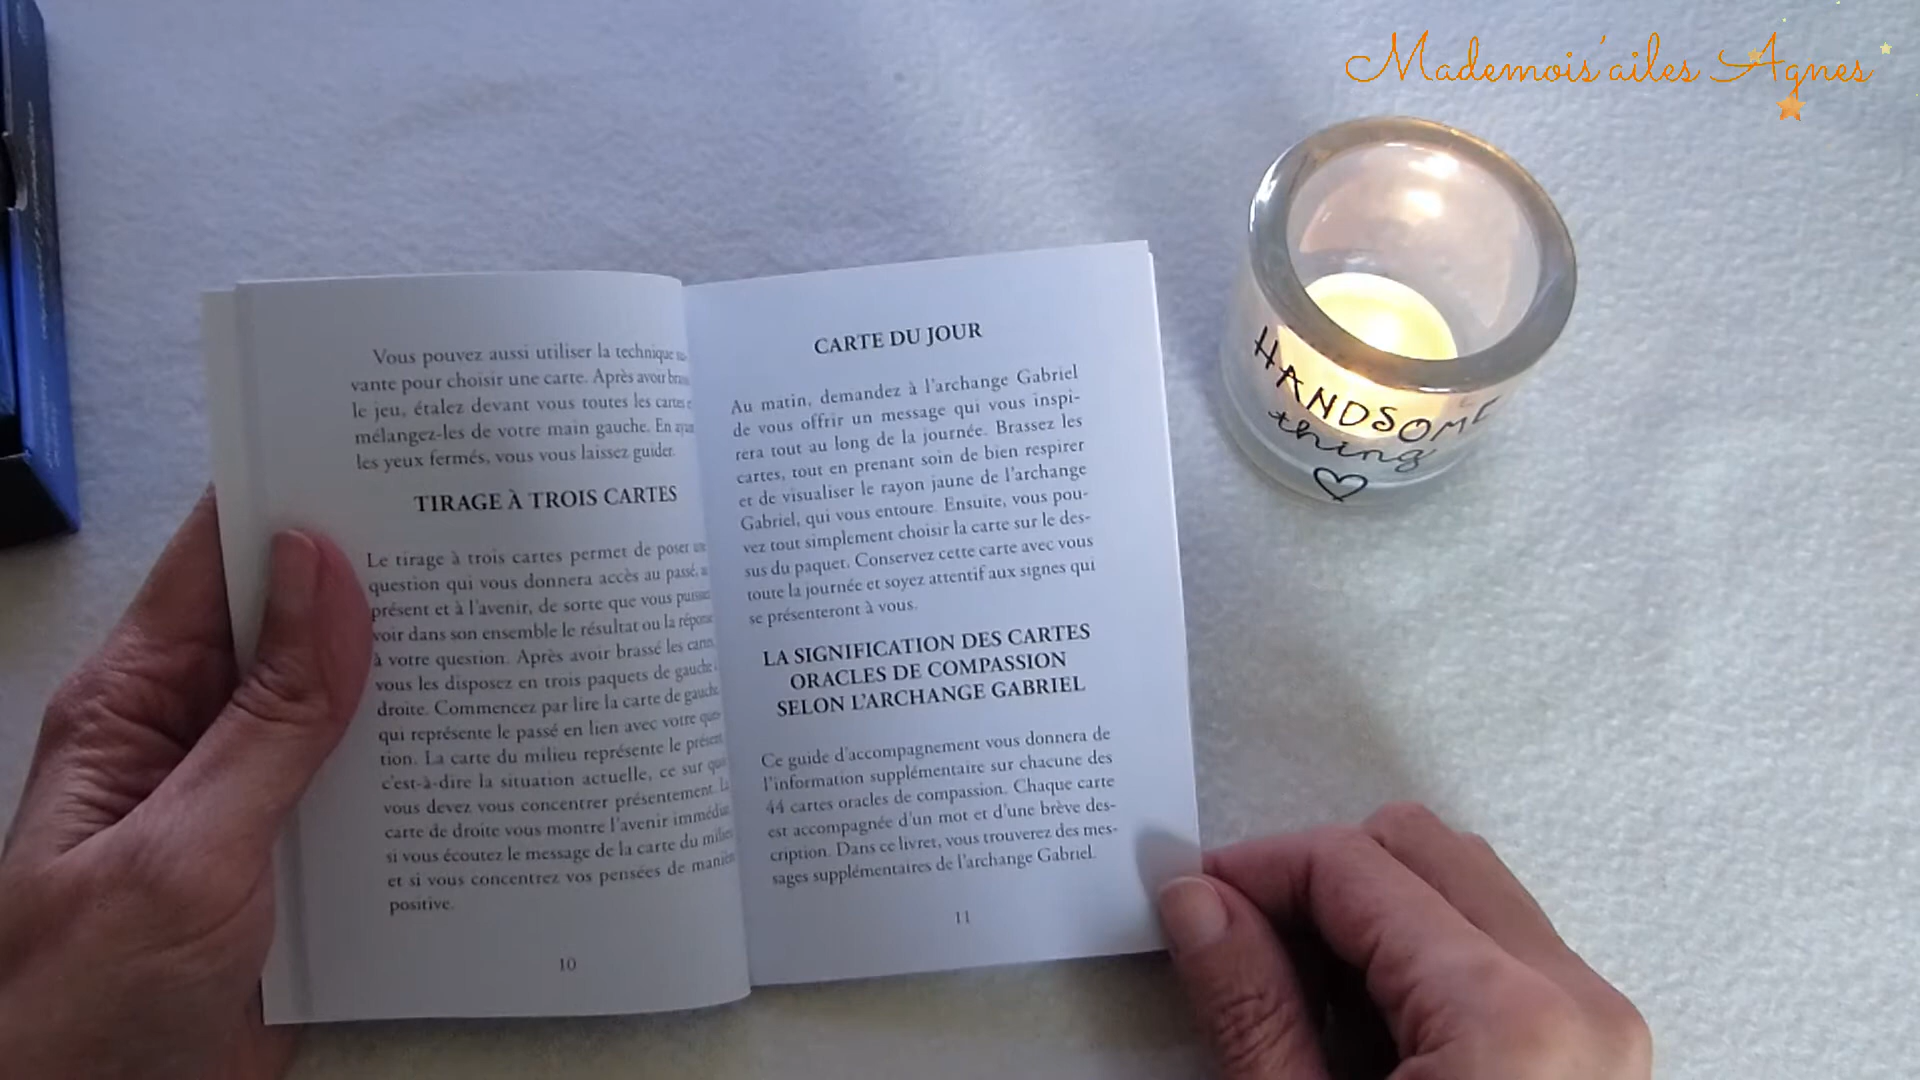 Mademois'ailes Agnes
Vous pouvez aussi utiliser la technique
vante pour choisir une carte. Après avoir
le jeu, étalez devant vous toutes les cartes
mélangez-les de votre main gauche. En
les yeux fermés, vous vous laissez guider.
TIRAGE À TROIS CARTES
Le tirage à trois cartes permet de poser
question qui vous donnera accès au passé,
présent et à l'avenir, de sorte que vous
voir dans son ensemble le résultat ou la
à votre question. Après avoir brassé les
vous les disposez en trois paquets de gauche
droite. Commencez par lire la carte de gauche
qui représente le passé en lien avec votre
tion. La carte du milieu représente le
c'est-à-dire la situation actuelle, ce sur
vous devez vous concentrer présentement.
carte de droite vous montre l'avenir
si vous écoutez le message de la carte du
et si vous concentrez vos pensées de
positive.
10
CARTE DU JOUR
Au matin, demandez à l'archange Gabriel
de vous offrir un message qui vous inspi-
rera tout au long de la journée. Brassez les
cartes, tout en prenant soin de bien respirer
et de visualiser le rayon jaune de l'archange
Gabriel, qui vous entoure. Ensuite, vous pou-
vez tout simplement choisir la carte sur le des-
sus du paquet. Conservez cette carte avec vous
toute la journée et soyez attentif aux signes qui
se présenteront à vous.
LA SIGNIFICATION DES CARTES
ORACLES DE COMPASSION
SELON L'ARCHANGE GABRIEL
Ce guide d'accompagnement vous donnera de
l'information supplémentaire sur chacune des
44 cartes oracles de compassion. Chaque carte
est accompagnée d'un mot et d'une brève des-
cription. Dans ce livret, vous trouverez des mes-
sages supplémentaires de l'archange Gabriel.
11
HANDSOME
thing